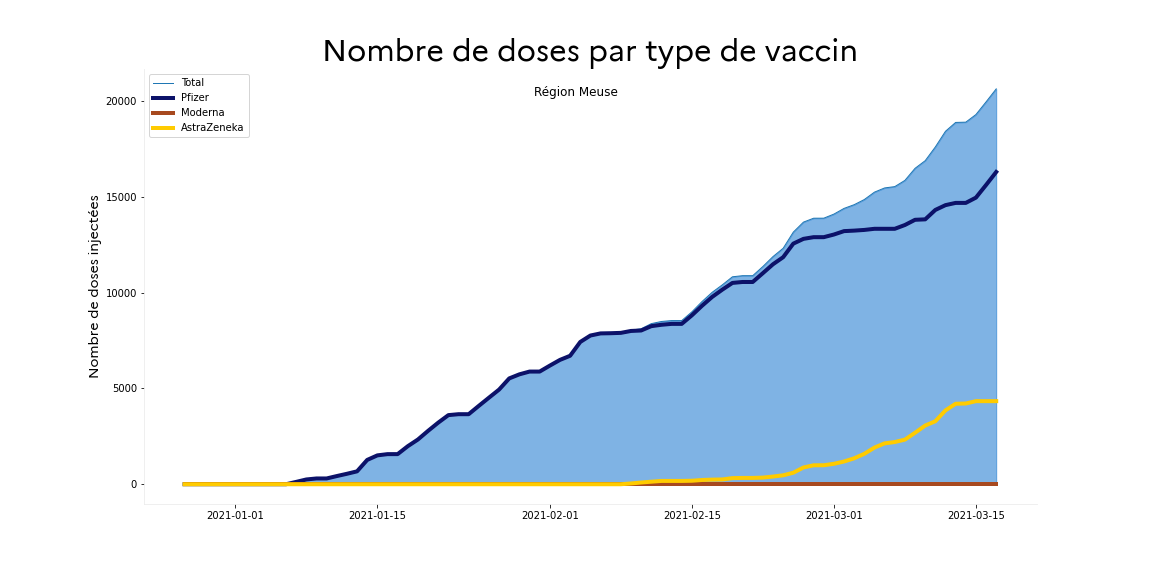 Nombre de doses par type de vaccin
Région Meuse
Total
Pfizer
Moderna
AstraZeneka
Nombre de doses injectées
20000
15000
10000
5000
0
2021-01-01
2021-01-15
2021-02-01
2021-02-15
2021-03-01
2021-03-15